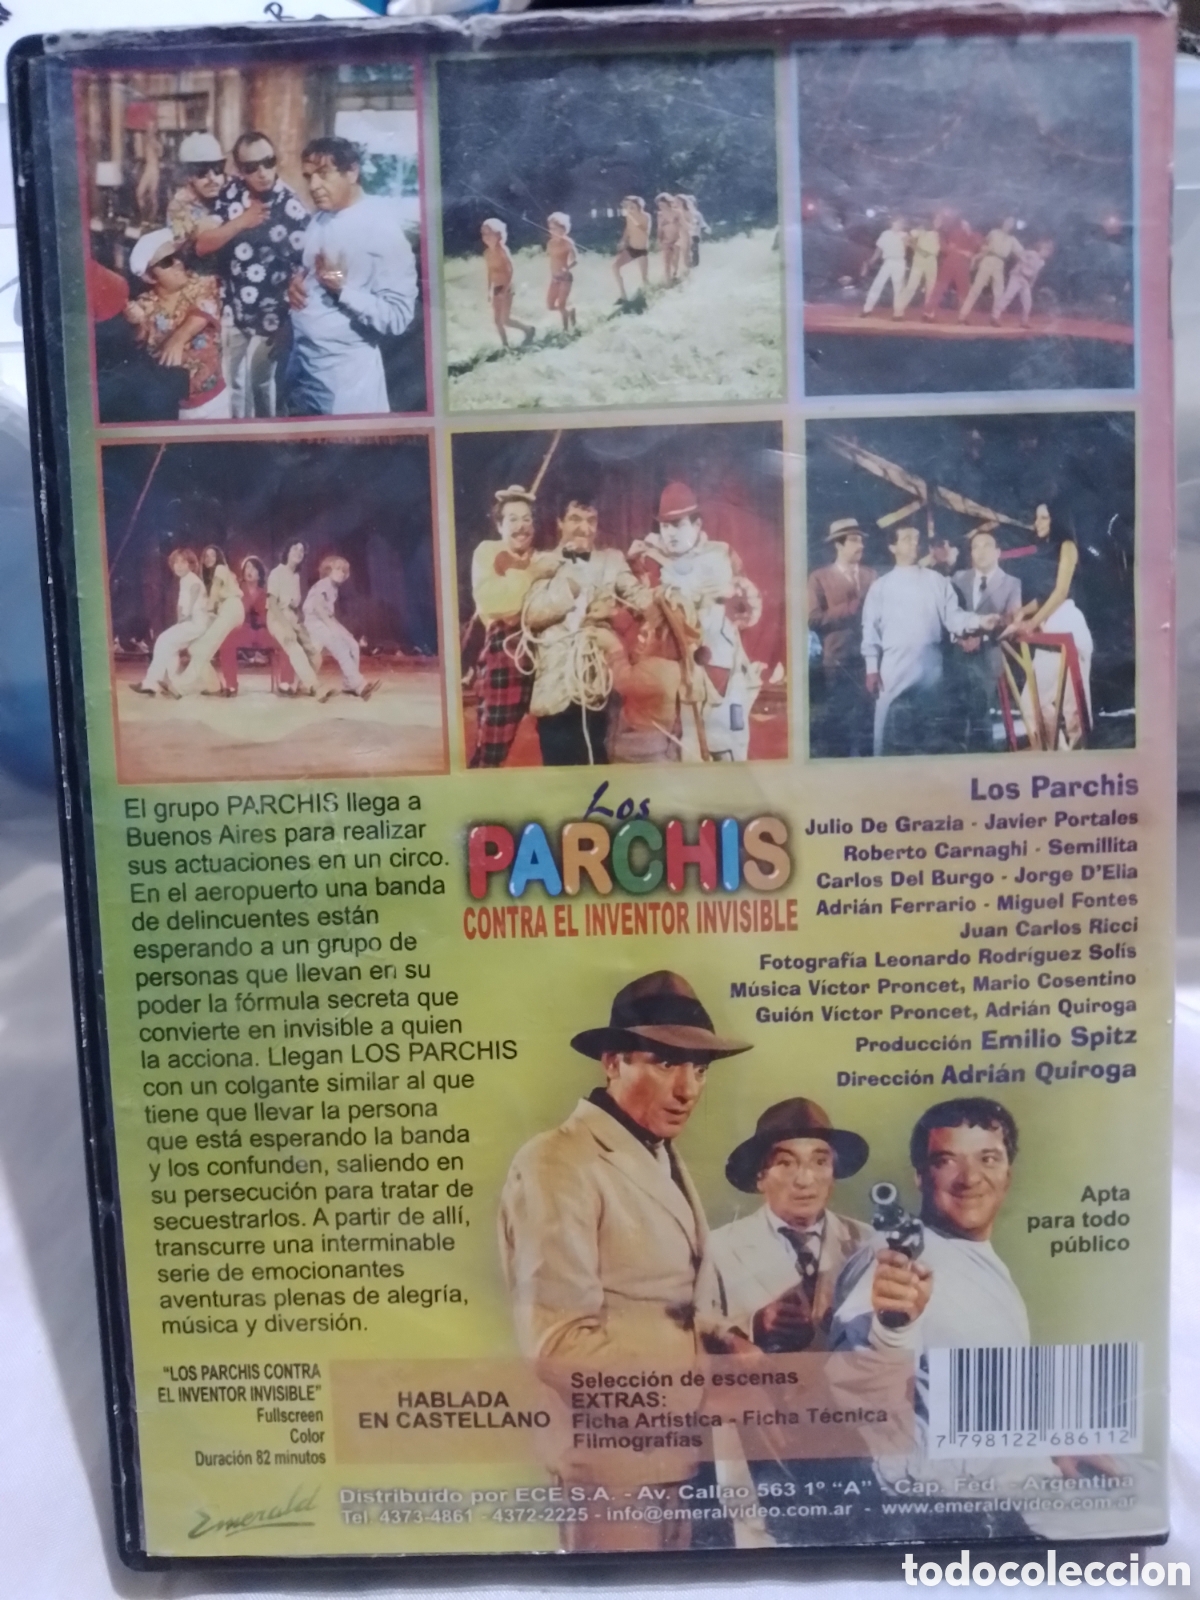 El grupo PARCHIS llega a
Buenos Aires para realizar
sus actuaciones en un circo.
En el aeropuerto una banda
de delincuentes están
esperando a un grupo de
personas que llevan en su
poder la fórmula secreta que
convierte en invisible a quien
la acciona. Llegan LOS PARCHIS
con un colgante similar al que
tiene que llevar la persona
que está esperando la banda
y los confunden, saliendo en
su persecución para tratar de
secuestrarlos. A partir de allí,
transcurre una interminable
serie de emocionantes
aventuras plenas de alegría,
música y diversión.
Los
PARCHIS
CONTRA EL INVENTOR INVISIBLE
Los Parchis
Julio De Grazia - Javier Portales
Roberto Carnaghi - Semillita
Carlos Del Burgo - Jorge D'Elia
Adrián Ferrario - Miguel Fontes
Juan Carlos Ricci
Fotografía Leonardo Rodríguez Solís
Música Víctor Proncet, Mario Cosentino
Guión Víctor Proncet, Adrián Quiroga
Producción Emilio Spitz
Dirección Adrián Quiroga
Apta
para todo
público
"LOS PARCHIS CONTRA
EL INVENTOR INVISIBLE"
Fullscreen
Color
Duración 82 minutos
HABLADA
EN CASTELLANO
Selección de escenas
EXTRAS:
Ficha Artística - Ficha Técnica
Filmografías
7 798122 686112
Emerald
Distribuido por ECE S.A. - Av. Callao 563 1º "A" - Cap. Fed. - Argentina
Tel. 4373-4861 - 4372-2225 - info@emeralvideo.com.ar - www.emeraldvideo.com.ar
todocoleccion